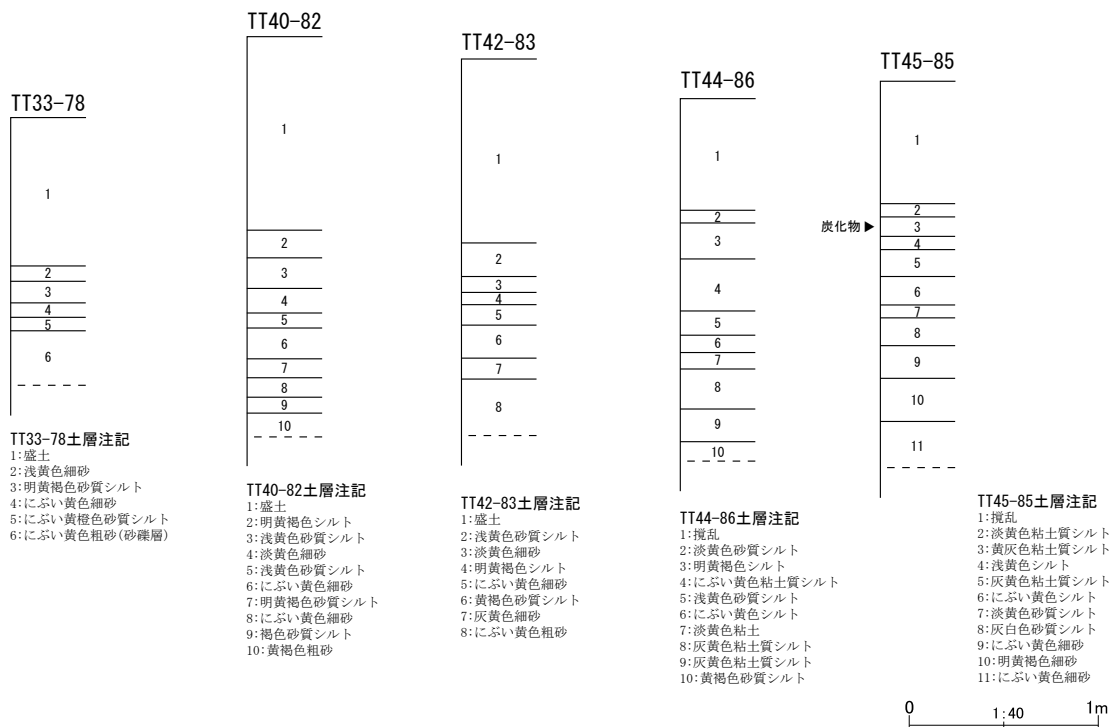 TT33-78
1
2
3
4
5
6
TT33-78土層注記
1:盛土
2:浅黄色細砂
3:明黄褐色砂質シルト
4:にぶい黄色細砂
5:にぶい黄橙色砂質シルト
6:にぶい黄色粗砂(砂礫層)
TT40-82
1
2
3
4
5
6
7
8
9
10
TT40-82土層注記
1:盛土
2:明黄褐色シルト
3:浅黄色砂質シルト
4:淡黄色細砂
5:浅黄色砂質シルト
6:にぶい黄色細砂
7:明黄褐色砂質シルト
8:にぶい黄色細砂
9:褐色砂質シルト
10:黄褐色粗砂
TT42-83
1
2
3
4
5
6
7
8
TT42-83土層注記
1:盛土
2:浅黄色砂質シルト
3:淡黄色細砂
4:明黄褐色シルト
5:にぶい黄色細砂
6:黄褐色砂質シルト
7:灰黄色細砂
8:にぶい黄色粗砂
TT44-86
1
2
3
4
5
6
7
8
9
10
TT44-86土層注記
1:撹乱
2:淡黄色砂質シルト
3:明黄褐色シルト
4:にぶい黄色粘土質シルト
5:浅黄色砂質シルト
6:にぶい黄色シルト
7:淡黄色粘土
8:灰黄色粘土質シルト
9:灰黄色粘土質シルト
10:黄褐色砂質シルト
TT45-85
1
2
炭化物▶
3
4
5
6
7
8
9
10
11
TT45-85土層注記
1:撹乱
2:淡黄色粘土質シルト
3:黄灰色粘土質シルト
4:浅黄色シルト
5:灰黄色粘土質シルト
6:にぶい黄色シルト
7:淡黄色砂質シルト
8:灰白色砂質シルト
9:にぶい黄色細砂
10:明黄褐色細砂
11:にぶい黄色細砂
0 1:40 1m